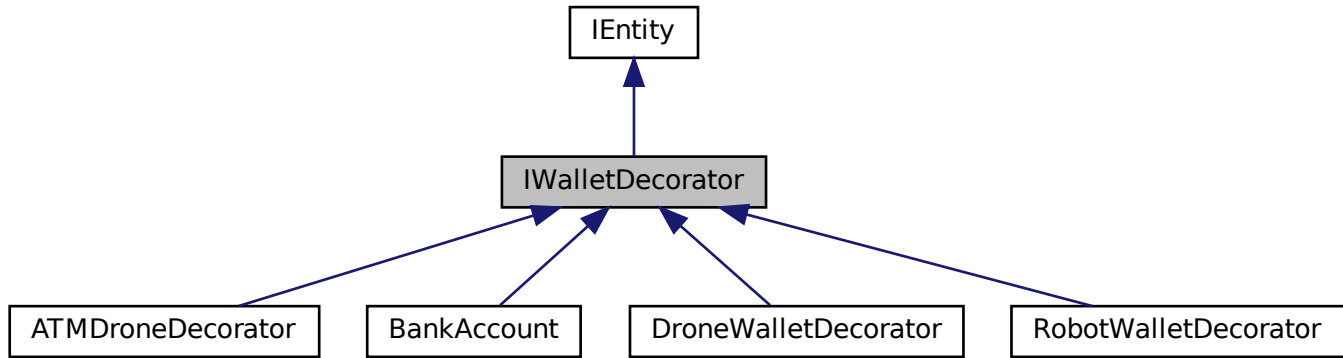 IEntity
IWalletDecorator
ATMDroneDecorator
BankAccount
DroneWalletDecorator
RobotWalletDecorator